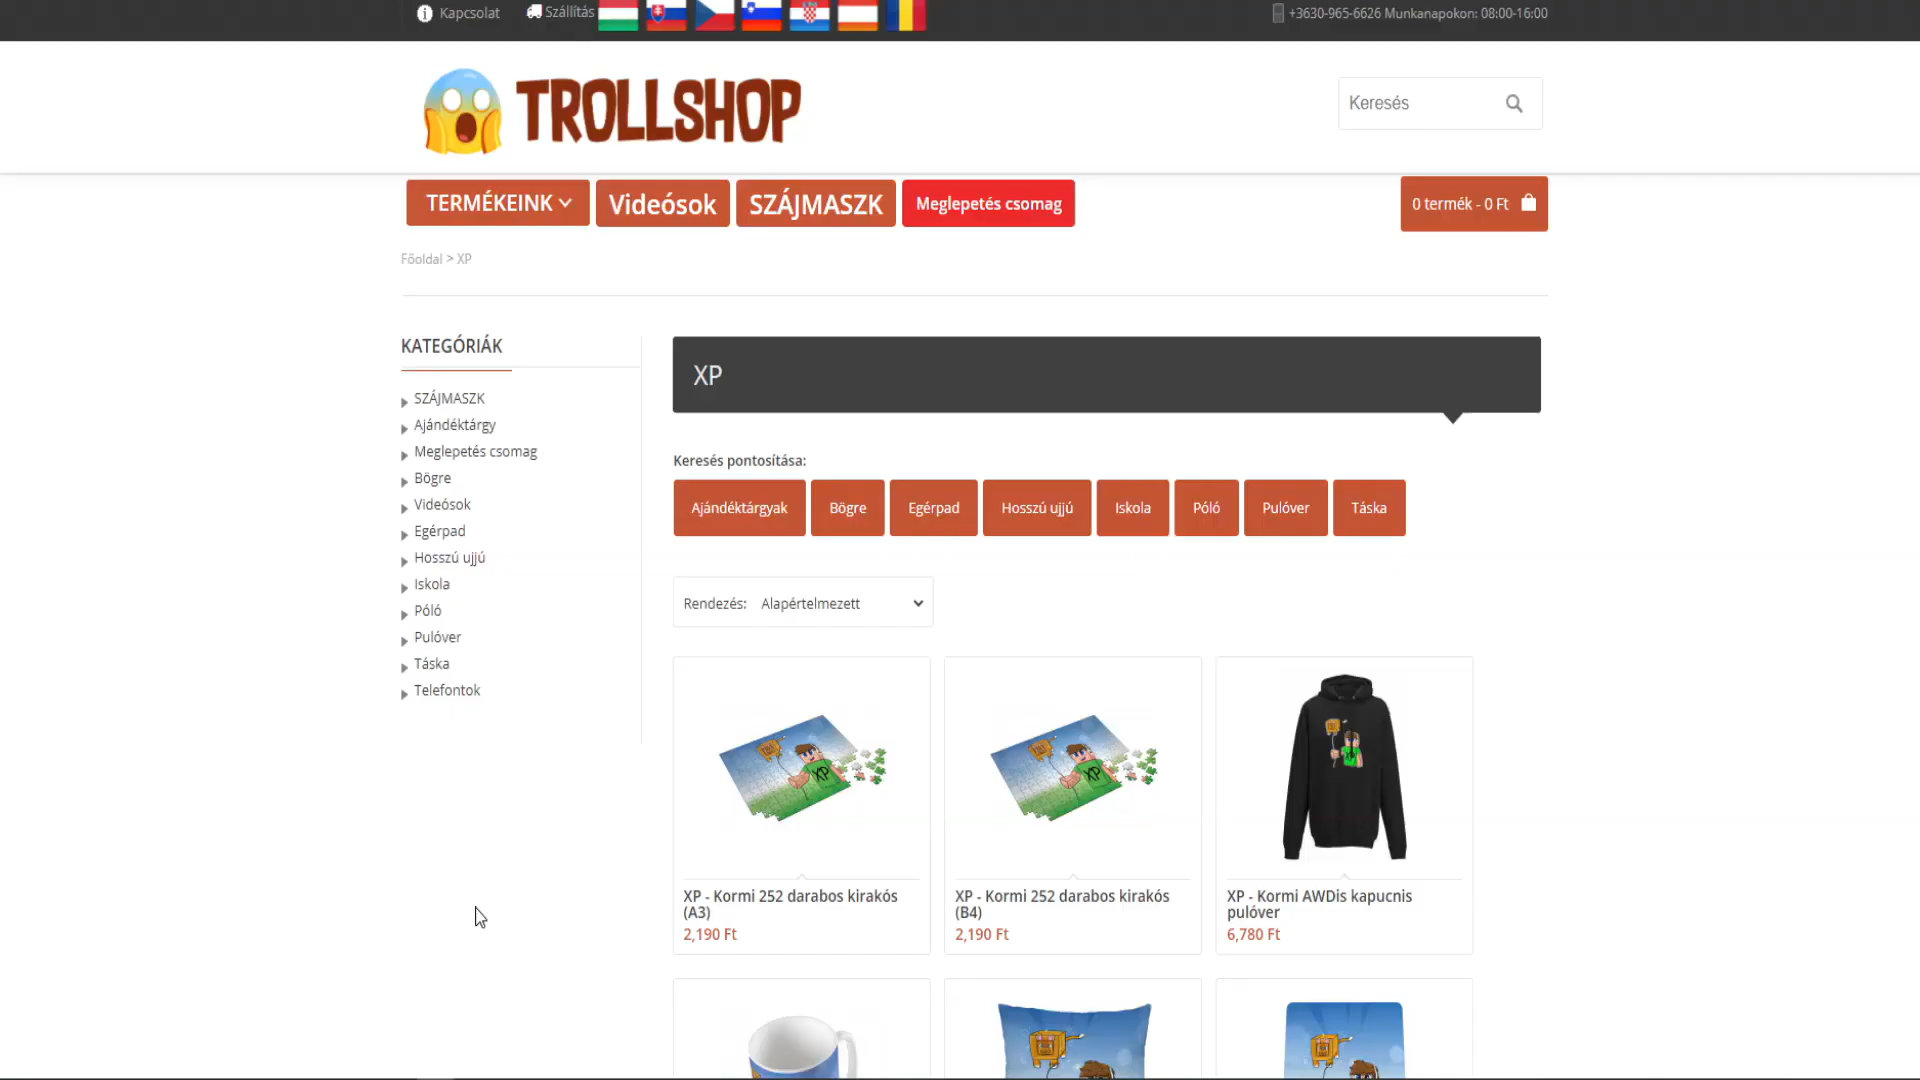 Kapcsolat
Szállítás
+3630-965-6626 Munkanapokon: 08:00-16:00
TROLLSHOP
Keresés
TERMÉKEINK
Videósok
SZÁJMASZK
Meglepetés csomag
0 termék - 0 Ft
Főoldal > XP
KATEGÓRIÁK
SZÁJMASZK
Ajándéktárgy
Meglepetés csomag
Bögre
Videósok
Egérpad
Hosszú ujjú
Iskola
Póló
Pulóver
Táska
Telefontok
XP
Keresés pontosítása:
Ajándéktárgyak
Bögre
Egérpad
Hosszú ujjú
Iskola
Póló
Pulóver
Táska
Rendezés: Alapértelmezett
XP
XP
XP - Kormi 252 darabos kirakós
(A3)
2,190 Ft
XP - Kormi 252 darabos kirakós
(B4)
2,190 Ft
XP - Kormi AWDis kapucnis
pulóver
6,780 Ft